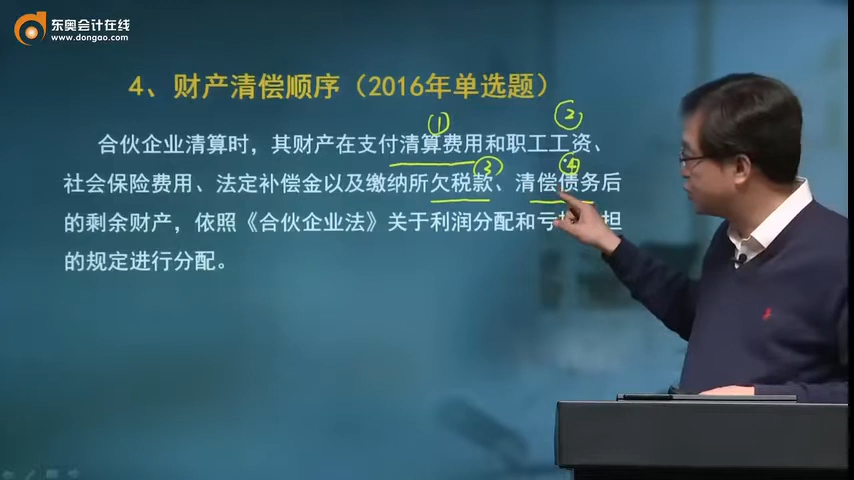 东奥会计在线
www.dongao.com
4、财产清偿顺序（2016年单选题）
① ②
合伙企业清算时，其财产在支付清算费用和职工工资、
③ ④
社会保险费用、法定补偿金以及缴纳所欠税款、清偿债务后
的剩余财产，依照《合伙企业法》关于利润分配和亏 担
的规定进行分配。